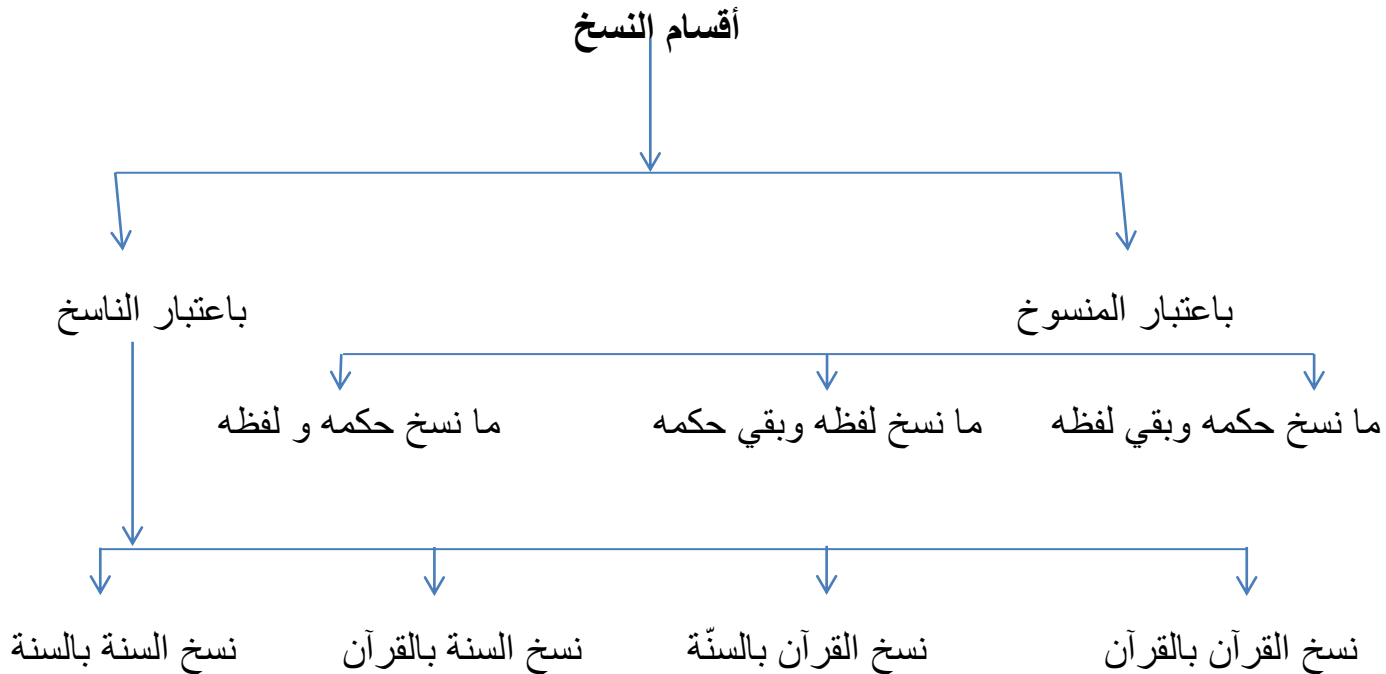 أقسام النسخ
باعتبار المنسوخ
باعتبار الناسخ
ما نسخ حكمه وبقي لفظه
ما نسخ لفظه وبقي حكمه
ما نسخ حكمه و لفظه
نسخ القرآن بالقرآن
نسخ القرآن بالسنّة
نسخ السنة بالقرآن
نسخ السنة بالسنة